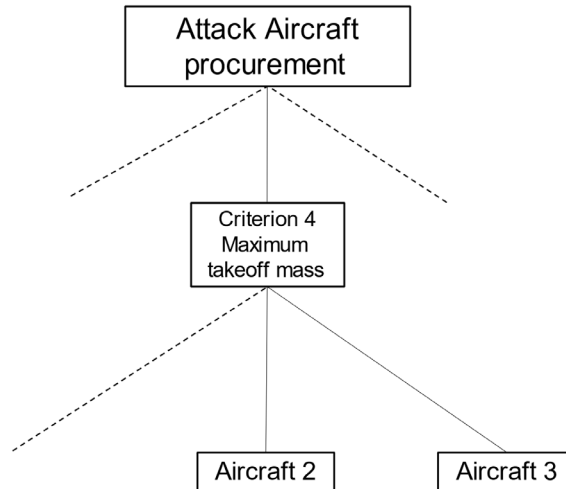 Attack Aircraft
procurement
Criterion 4
Maximum
takeoff mass
Aircraft 2
Aircraft 3